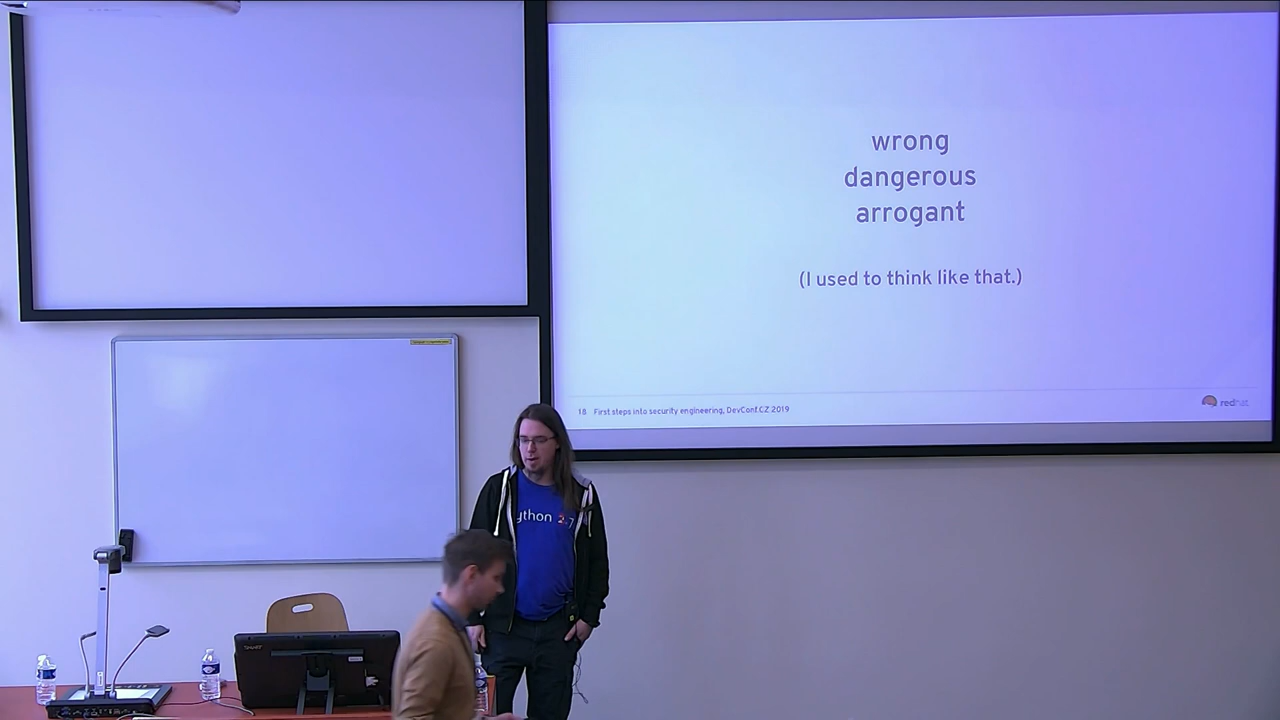 wrong
dangerous
arrogant
(I used to think like that.)
18 First steps into security engineering, DevConf.CZ 2019
redhat
ython 2.7